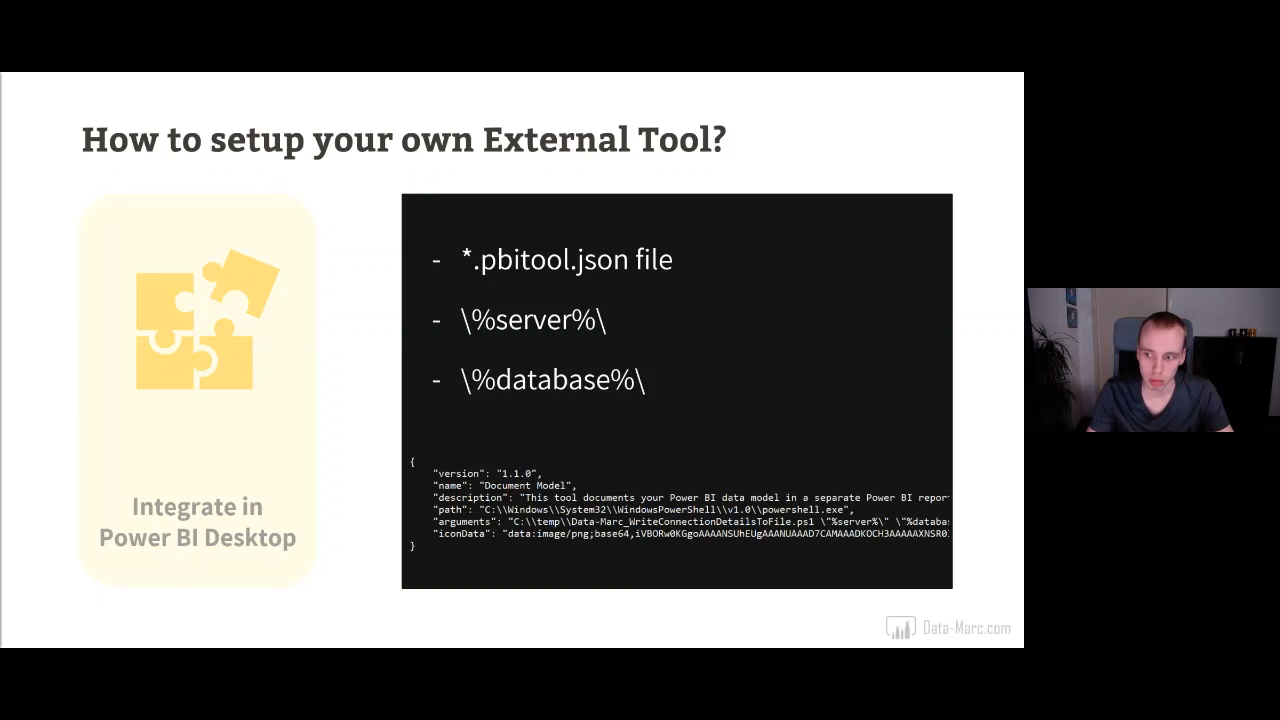 How to setup your own External Tool?
- *.pbitool.json file
- \%server%\
- \%database%\
{
"version": "1.1.0",
"name": "Document Model",
"description": "This tool documents your Power BI data model in a separate Power BI repor
"path": "C:\\Windows\\System32\\WindowsPowerShell\\v1.0\\powershell.exe",
"arguments": "C:\\temp\\Data-Marc_WriteConnectionDetailsToFile.ps1 \"%server%\" \"%databas
"iconData": "data:image/png;base64,
}
Integrate in
Power BI Desktop
Data-Marc.com